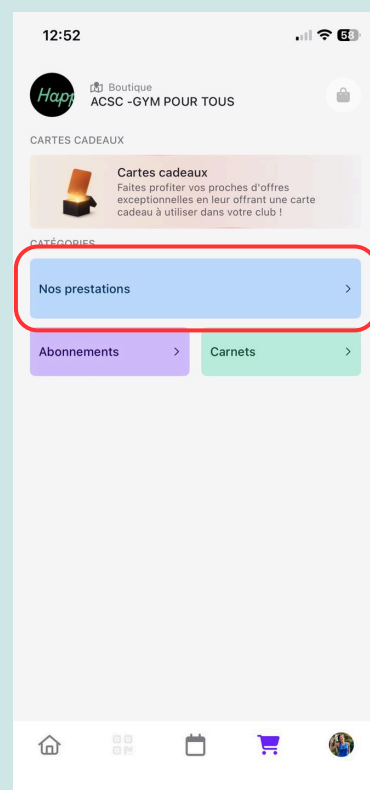 12:52
58
Happ
Boutique
ACSC -GYM POUR TOUS
CARTES CADEAUX
Cartes cadeaux
Faites profiter vos proches d'offres
exceptionnelles en leur offrant une carte
cadeau à utiliser dans votre club !
CATÉGORIES
Nos prestations
Abonnements
Carnets